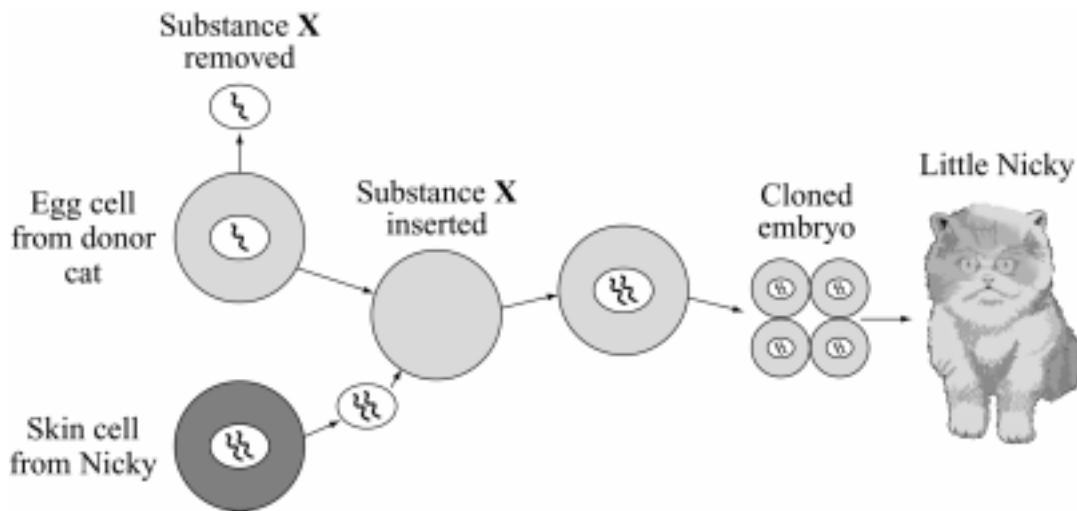 Substance X
removed
Egg cell
from donor
cat
Substance X
inserted
Skin cell
from Nicky
Cloned
embryo
Little Nicky